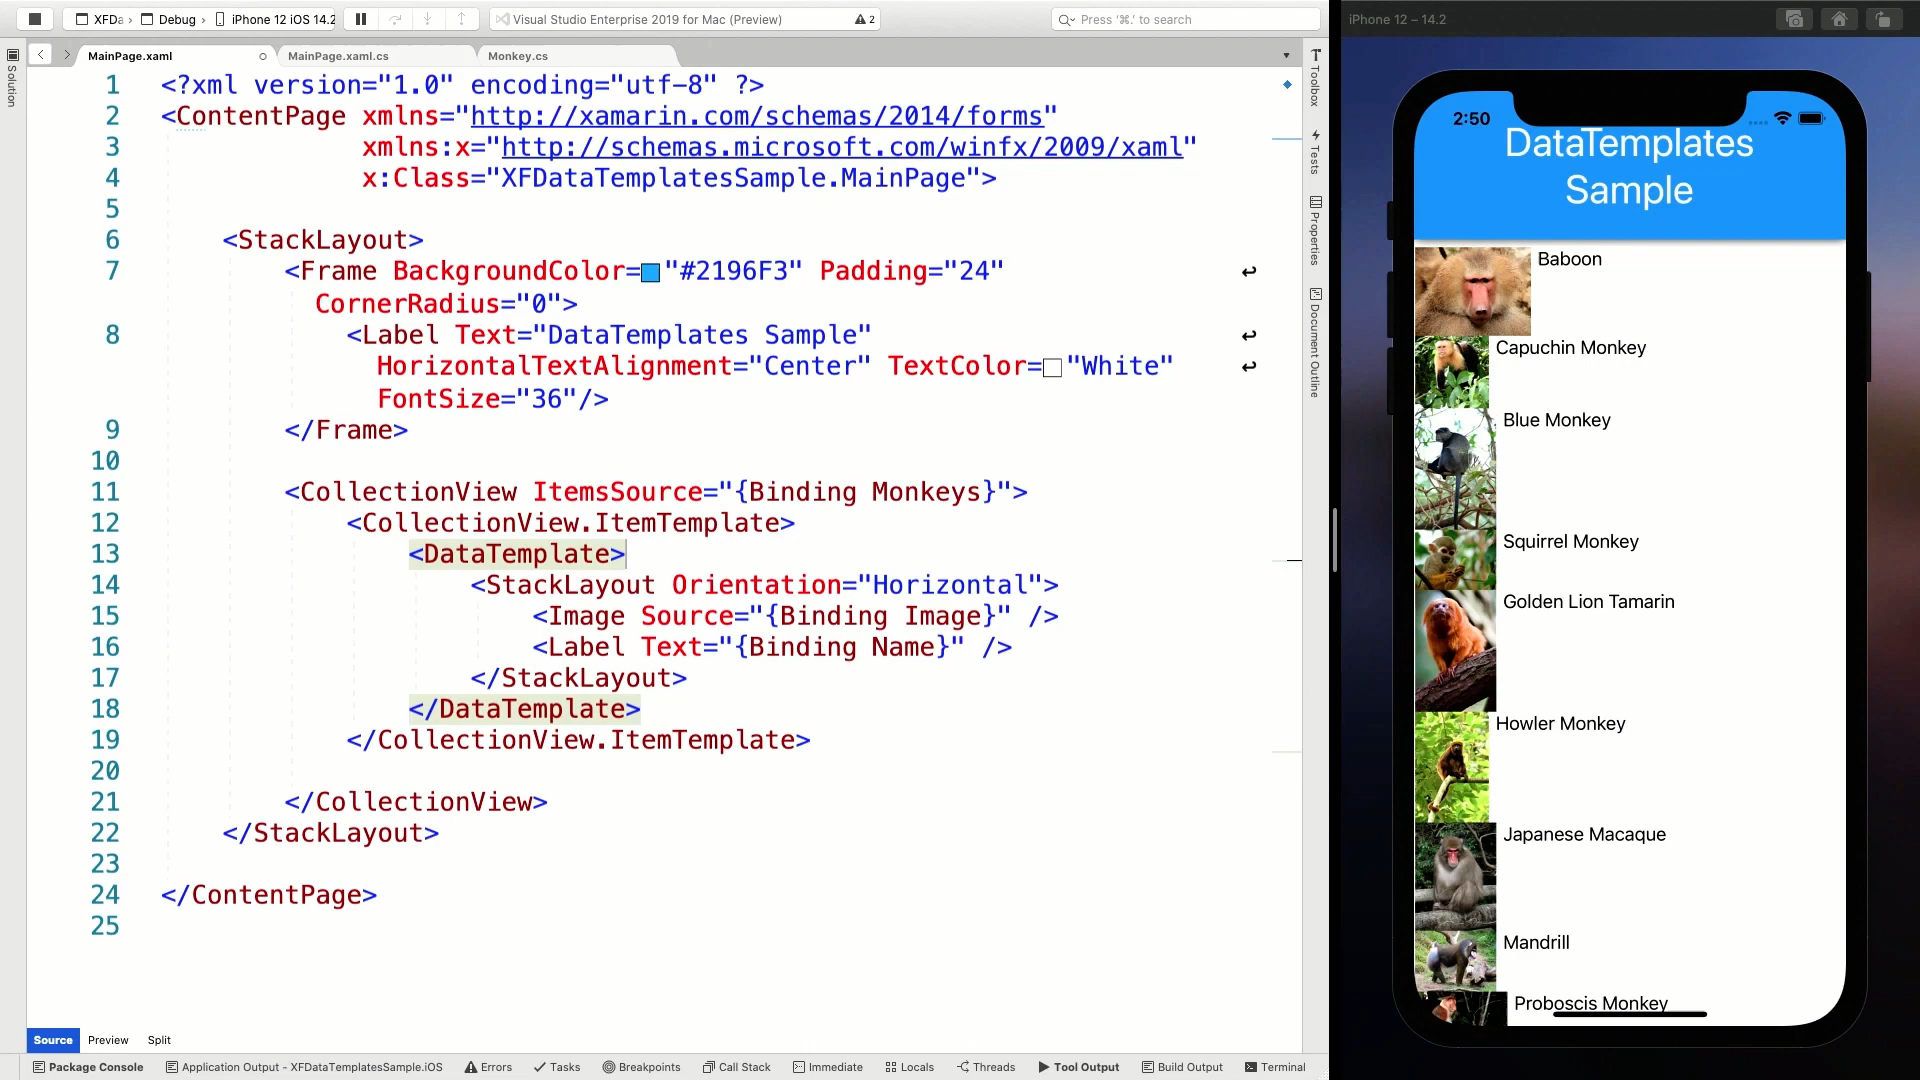 XFDa
Debug
iPhone 12 iOS 14.2
Visual Studio Enterprise 2019 for Mac (Preview)
2
Press '⌘.' to search
iPhone 12 – 14.2
Solution
MainPage.xaml
MainPage.xaml.cs
Monkey.cs
Toolbox
Tests
Properties
Document Outline
1 <?xml version="1.0" encoding="utf-8" ?>
2 <ContentPage xmlns="http://xamarin.com/schemas/2014/forms"
3 xmlns:x="http://schemas.microsoft.com/winfx/2009/xaml"
4 x:Class="XFDataTemplatesSample.MainPage">
5
6 <StackLayout>
7 <Frame BackgroundColor="#2196F3" Padding="24"
CornerRadius="0">
8 <Label Text="DataTemplates Sample"
HorizontalTextAlignment="Center" TextColor="White"
FontSize="36"/>
9 </Frame>
10
11 <CollectionView ItemsSource="{Binding Monkeys}">
12 <CollectionView.ItemTemplate>
13 <DataTemplate>
14 <StackLayout Orientation="Horizontal">
15 <Image Source="{Binding Image}" />
16 <Label Text="{Binding Name}" />
17 </StackLayout>
18 </DataTemplate>
19 </CollectionView.ItemTemplate>
20
21 </CollectionView>
22 </StackLayout>
23
24 </ContentPage>
25
2:50
DataTemplates
Sample
Baboon
Capuchin Monkey
Blue Monkey
Squirrel Monkey
Golden Lion Tamarin
Howler Monkey
Japanese Macaque
Mandrill
Proboscis Monkey
Source
Preview
Split
Package Console
Application Output - XFDataTemplatesSample.iOS
Errors
Tasks
Breakpoints
Call Stack
Immediate
Locals
Threads
Tool Output
Build Output
Terminal